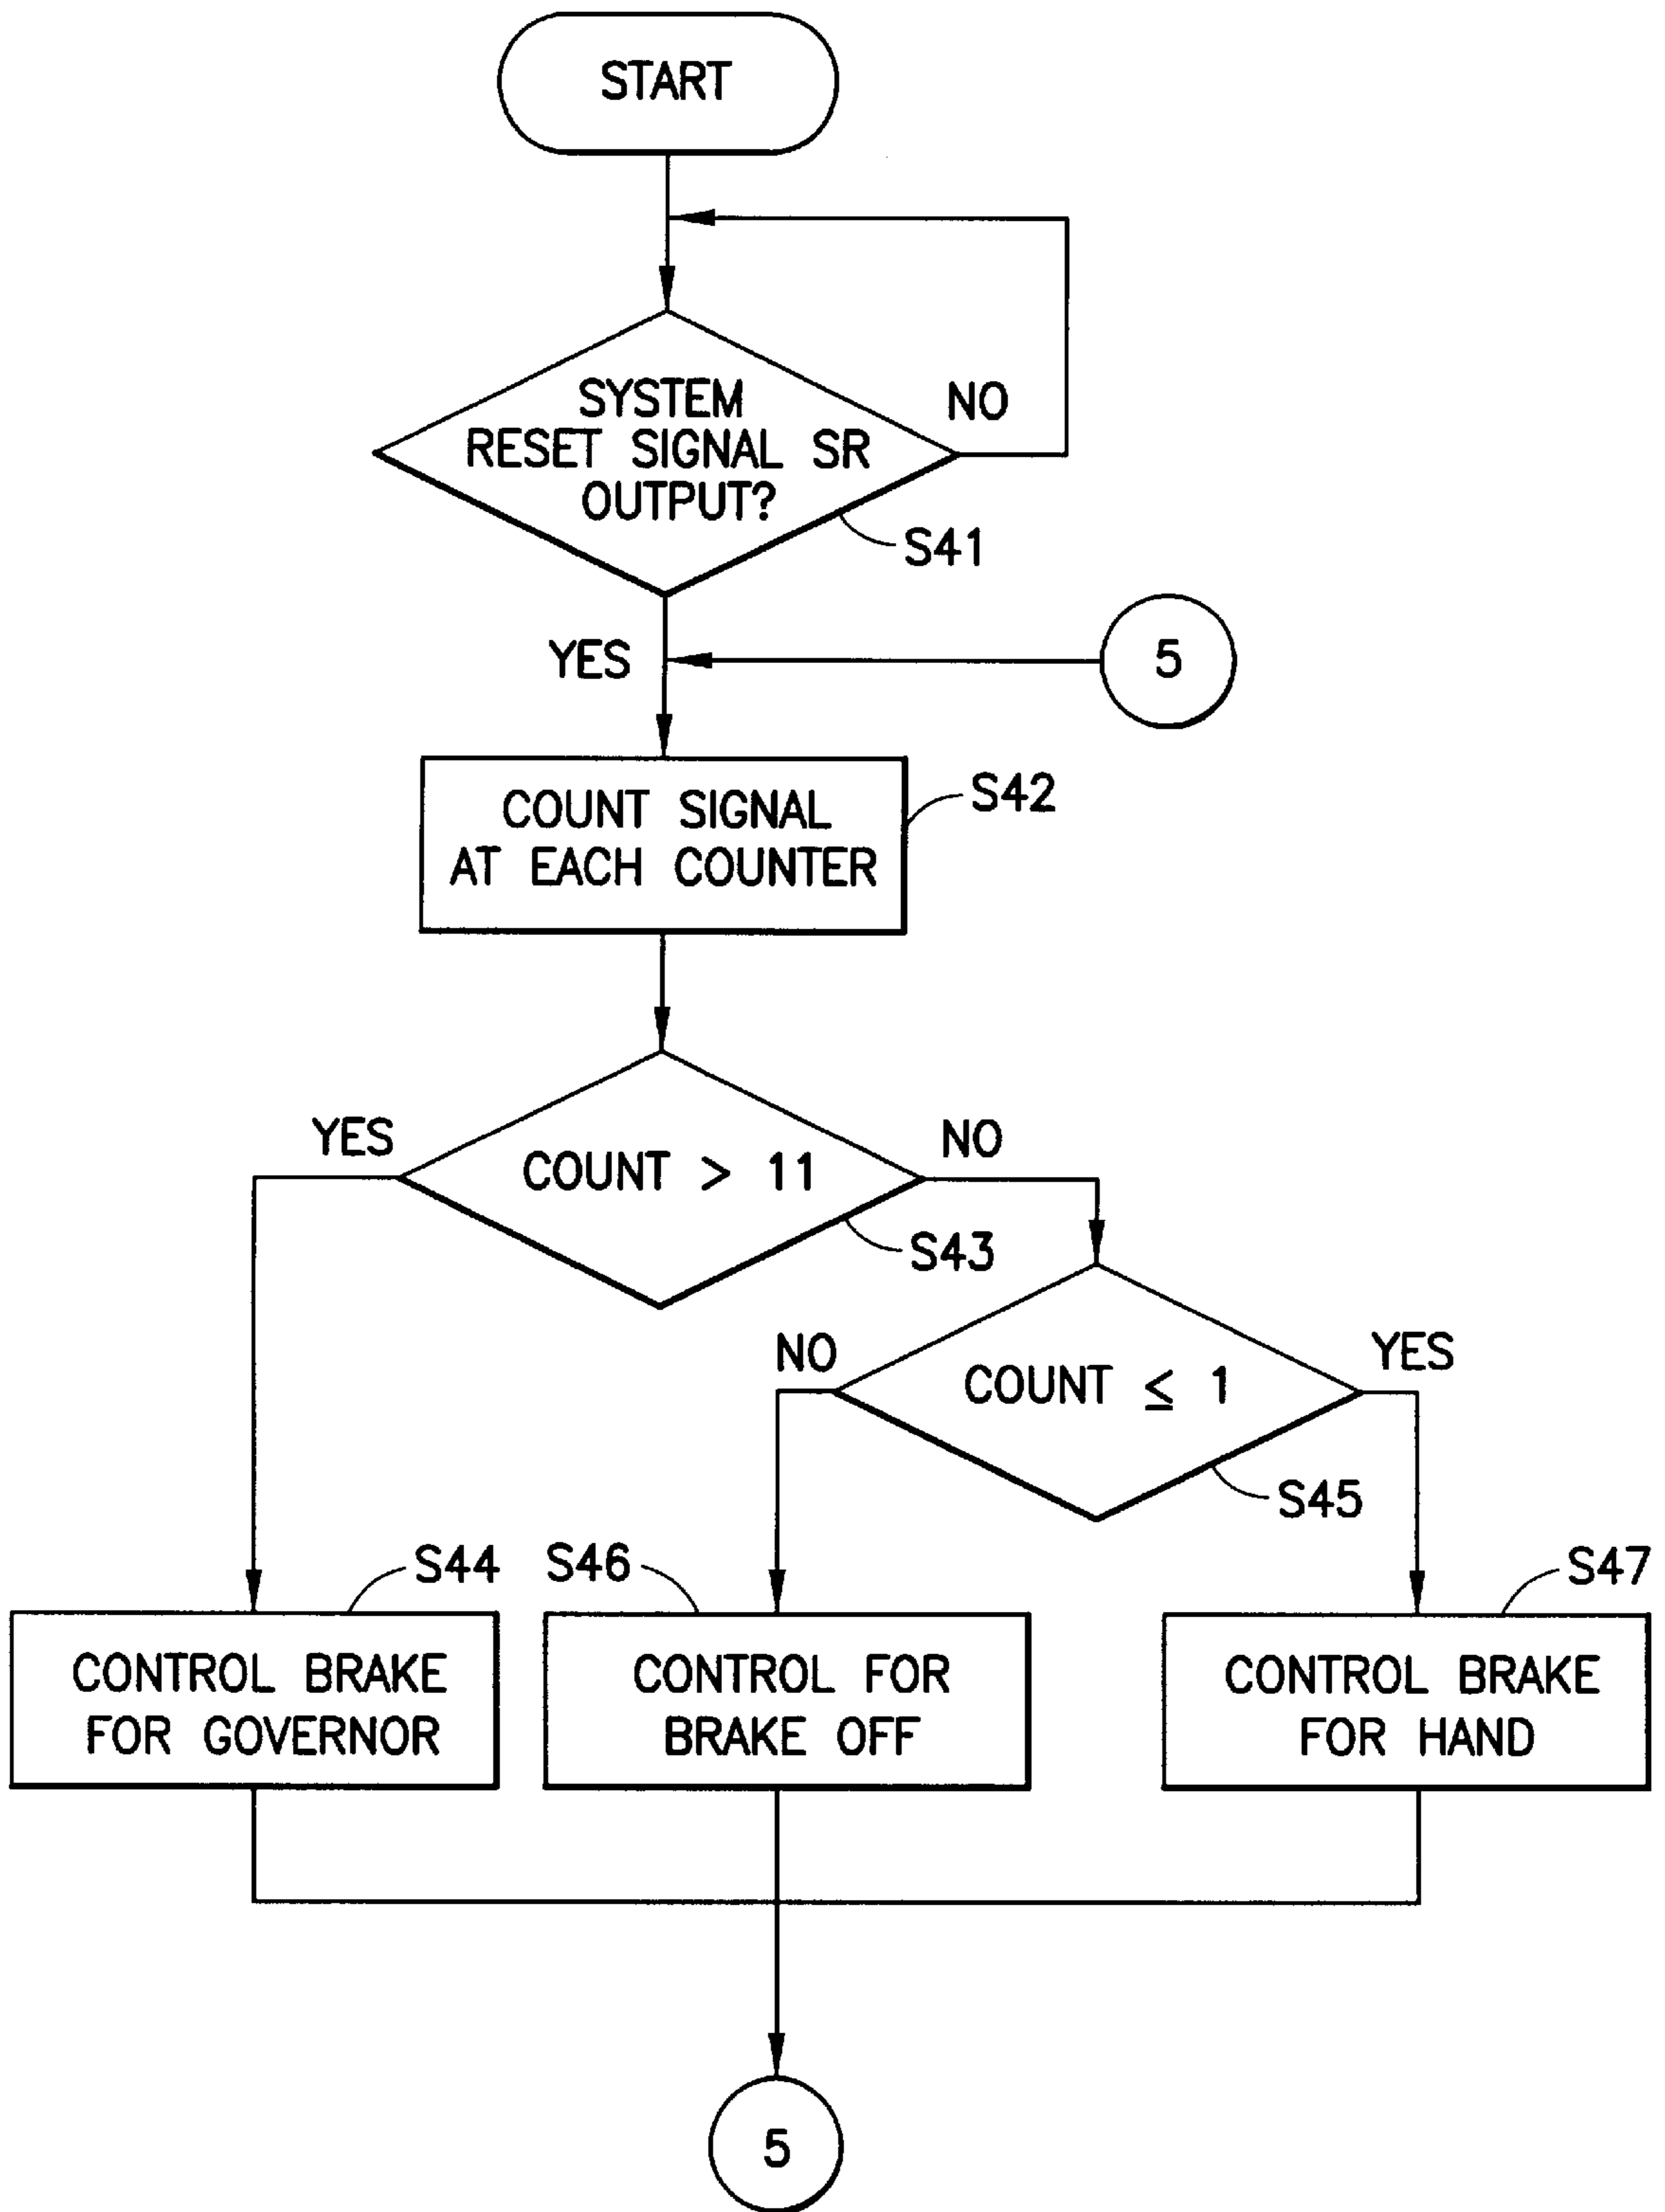 START
SYSTEM
RESET SIGNAL SR
OUTPUT?
NO
S41
YES
5
COUNT SIGNAL
AT EACH COUNTER
S42
YES
COUNT > 11
NO
S43
NO
COUNT ≤ 1
YES
S45
S44
S46
S47
CONTROL BRAKE
FOR GOVERNOR
CONTROL FOR
BRAKE OFF
CONTROL BRAKE
FOR HAND
5